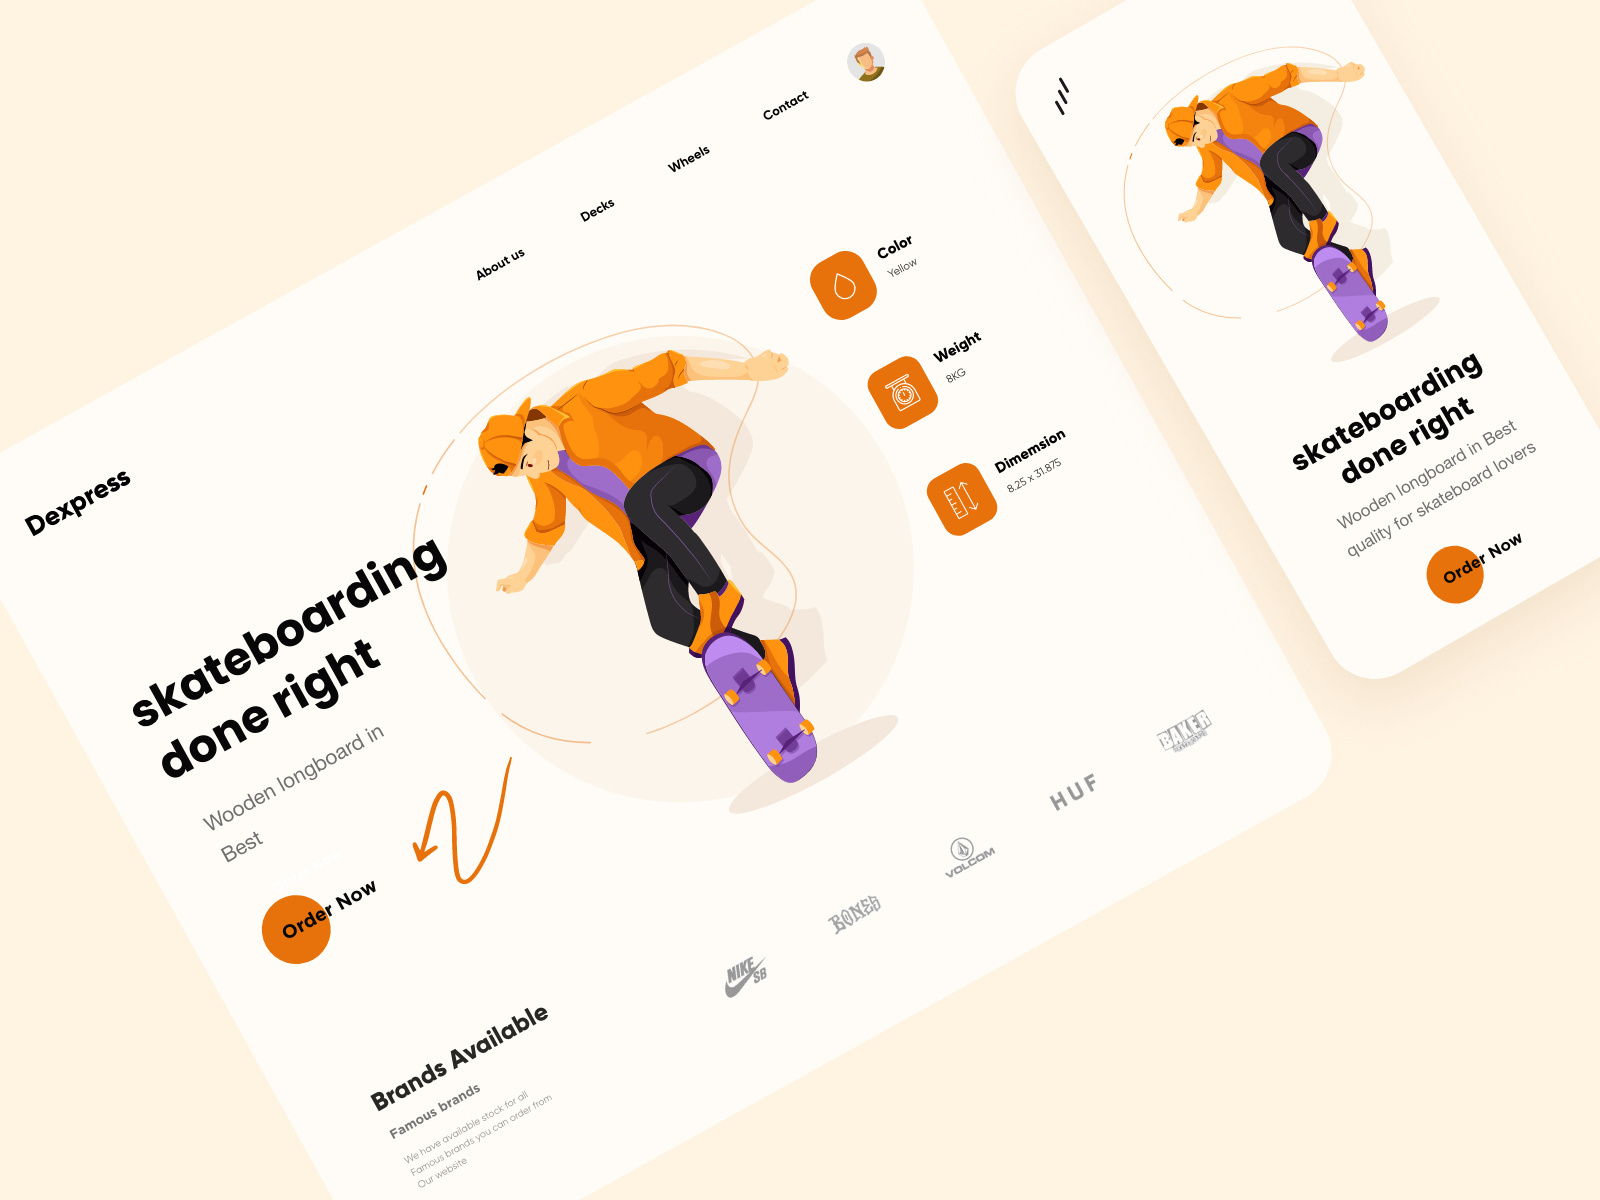 Dexpress
About us
Decks
Wheels
Contact
skateboarding
done right
Wooden longboard in
Best
Order Now
Color
Yellow
Weight
8KG
Dimemsion
8.25 x 31.875
Brands Available
Famous brands
We have available stock for all
Famous brands you can order from
Our website
NIKE
SB
BONES
VOLCOM
HUF
BAKER
skateboarding
done right
Wooden longboard in Best
quality for skateboard lovers
Order Now